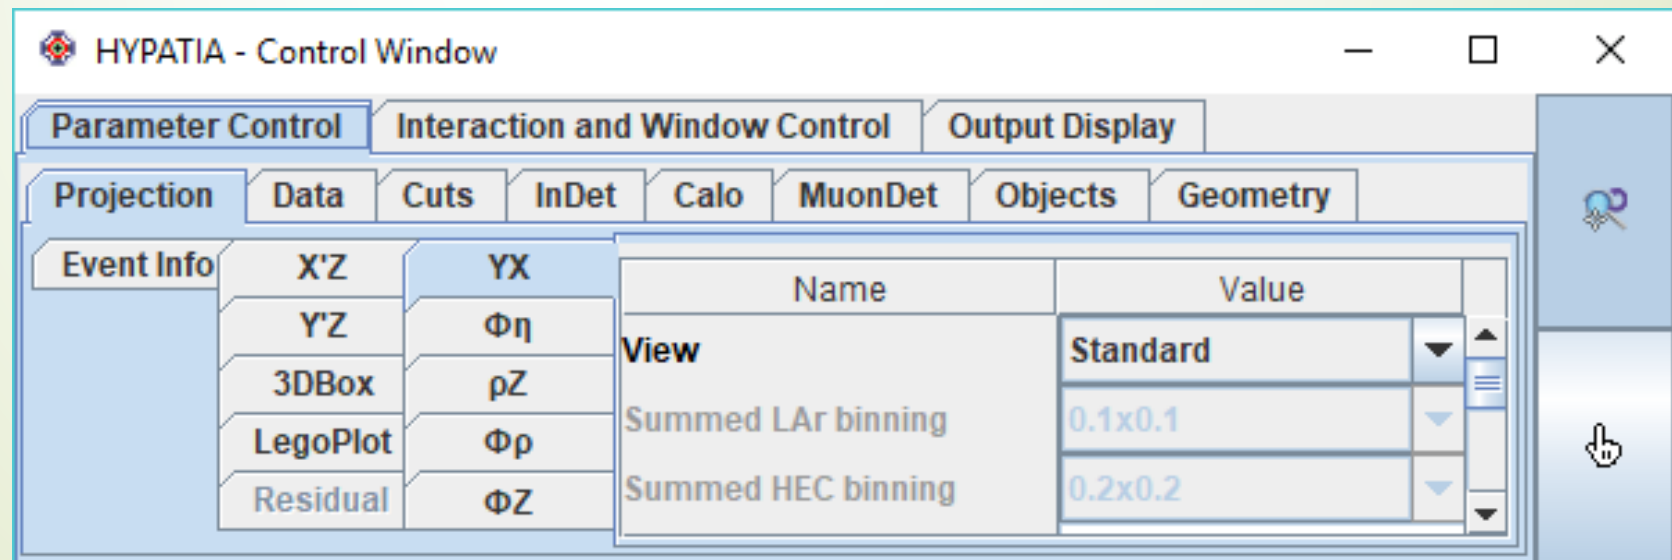 HYPATIA - Control Window
Parameter Control Interaction and Window Control Output Display
Projection Data Cuts InDet Calo MuonDet Objects Geometry
Event Info X'Z YX Name Value
Y'Z Φη View Standard
3DBox ρZ Summed LAr binning 0.1x0.1
LegoPlot Φρ Summed HEC binning 0.2x0.2
Residual ΦZ